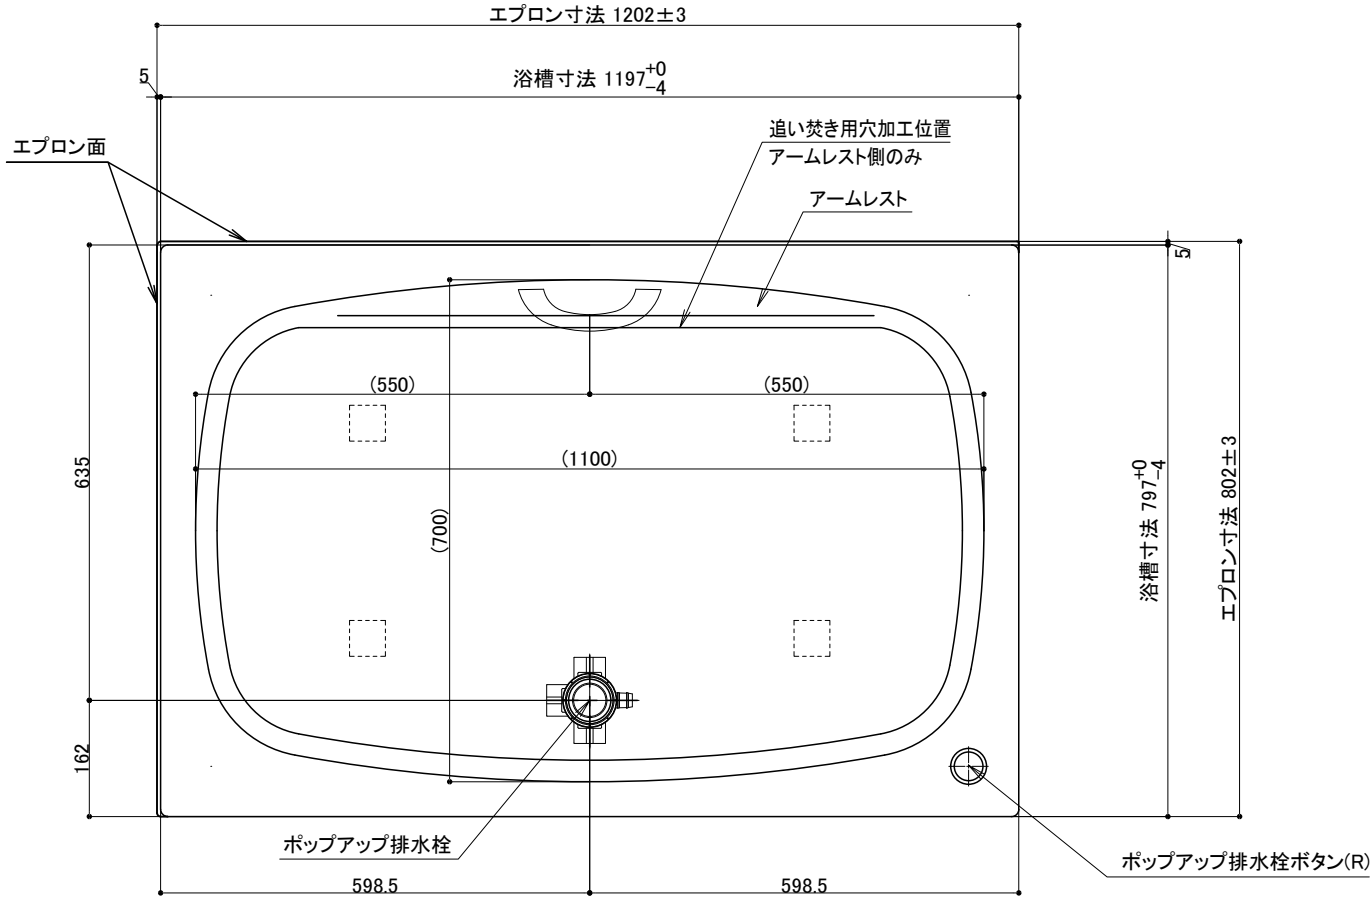 エプロン寸法 1202±3
5
浴槽寸法 1197+0-4
追い焚き用穴加工位置
アームレスト側のみ
エプロン面
アームレスト
5
(550)
(550)
(1100)
635
(700)
浴槽寸法 797+0-4
エプロン寸法 802±3
162
ポップアップ排水栓
ポップアップ排水栓ボタン(R)
598.5
598.5